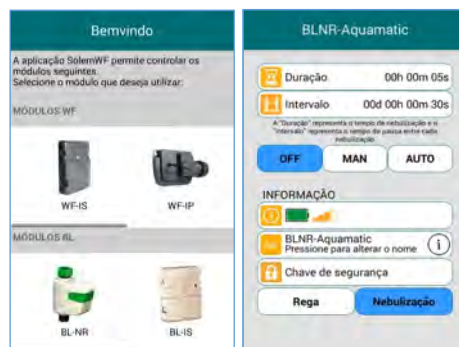 Bemvindo
A aplicação SolemWF permite controlar os
módulos seguintes.
Selecione o módulo que deseja utilizar:
MÓDULOS WF
WF-IS
WF-IP
MÓDULOS BL
BL-NR
BL-IS
BLNR-Aquamatic
Duração
00h 00m 05s
Intervalo
00d 00h 00m 30s
A "Duração" representa o tempo de nebulização e o
"Intervalo" representa o tempo de pausa entre cada
nebulização.
OFF
MAN
AUTO
INFORMAÇÃO
BLNR-Aquamatic
Pressione para alterar o nome
Chave de segurança
Rega
Nebulização